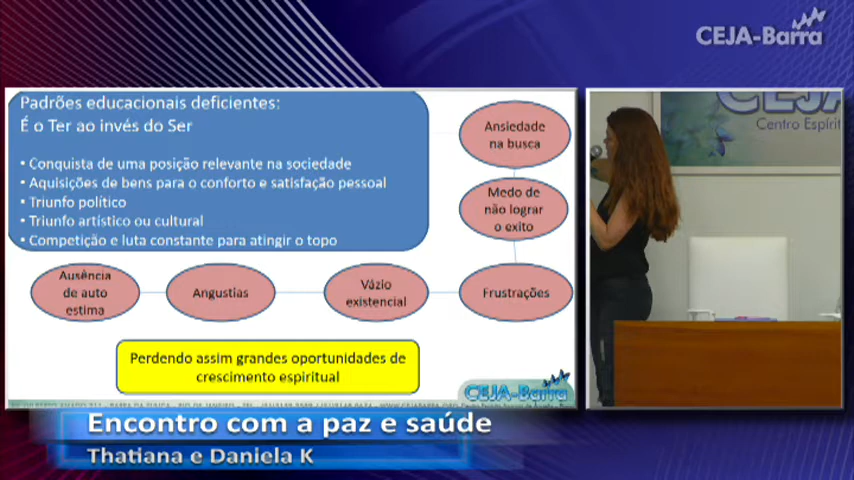 CEJA-Barra
Padrões educacionais deficientes:
É o Ter ao invés do Ser
• Conquista de uma posição relevante na sociedade
• Aquisições de bens para o conforto e satisfação pessoal
• Triunfo político
• Triunfo artístico ou cultural
• Competição e luta constante para atingir o topo
Ansiedade
na busca
Medo de
não lograr
o exito
Ausência
de auto
estima
Angustias
Vázio
existencial
Frustrações
Perdendo assim grandes oportunidades de
crescimento espiritual
CEJA-Barra
CEJA
Centro Espírit
Encontro com a paz e saúde
Thatiana e Daniela K